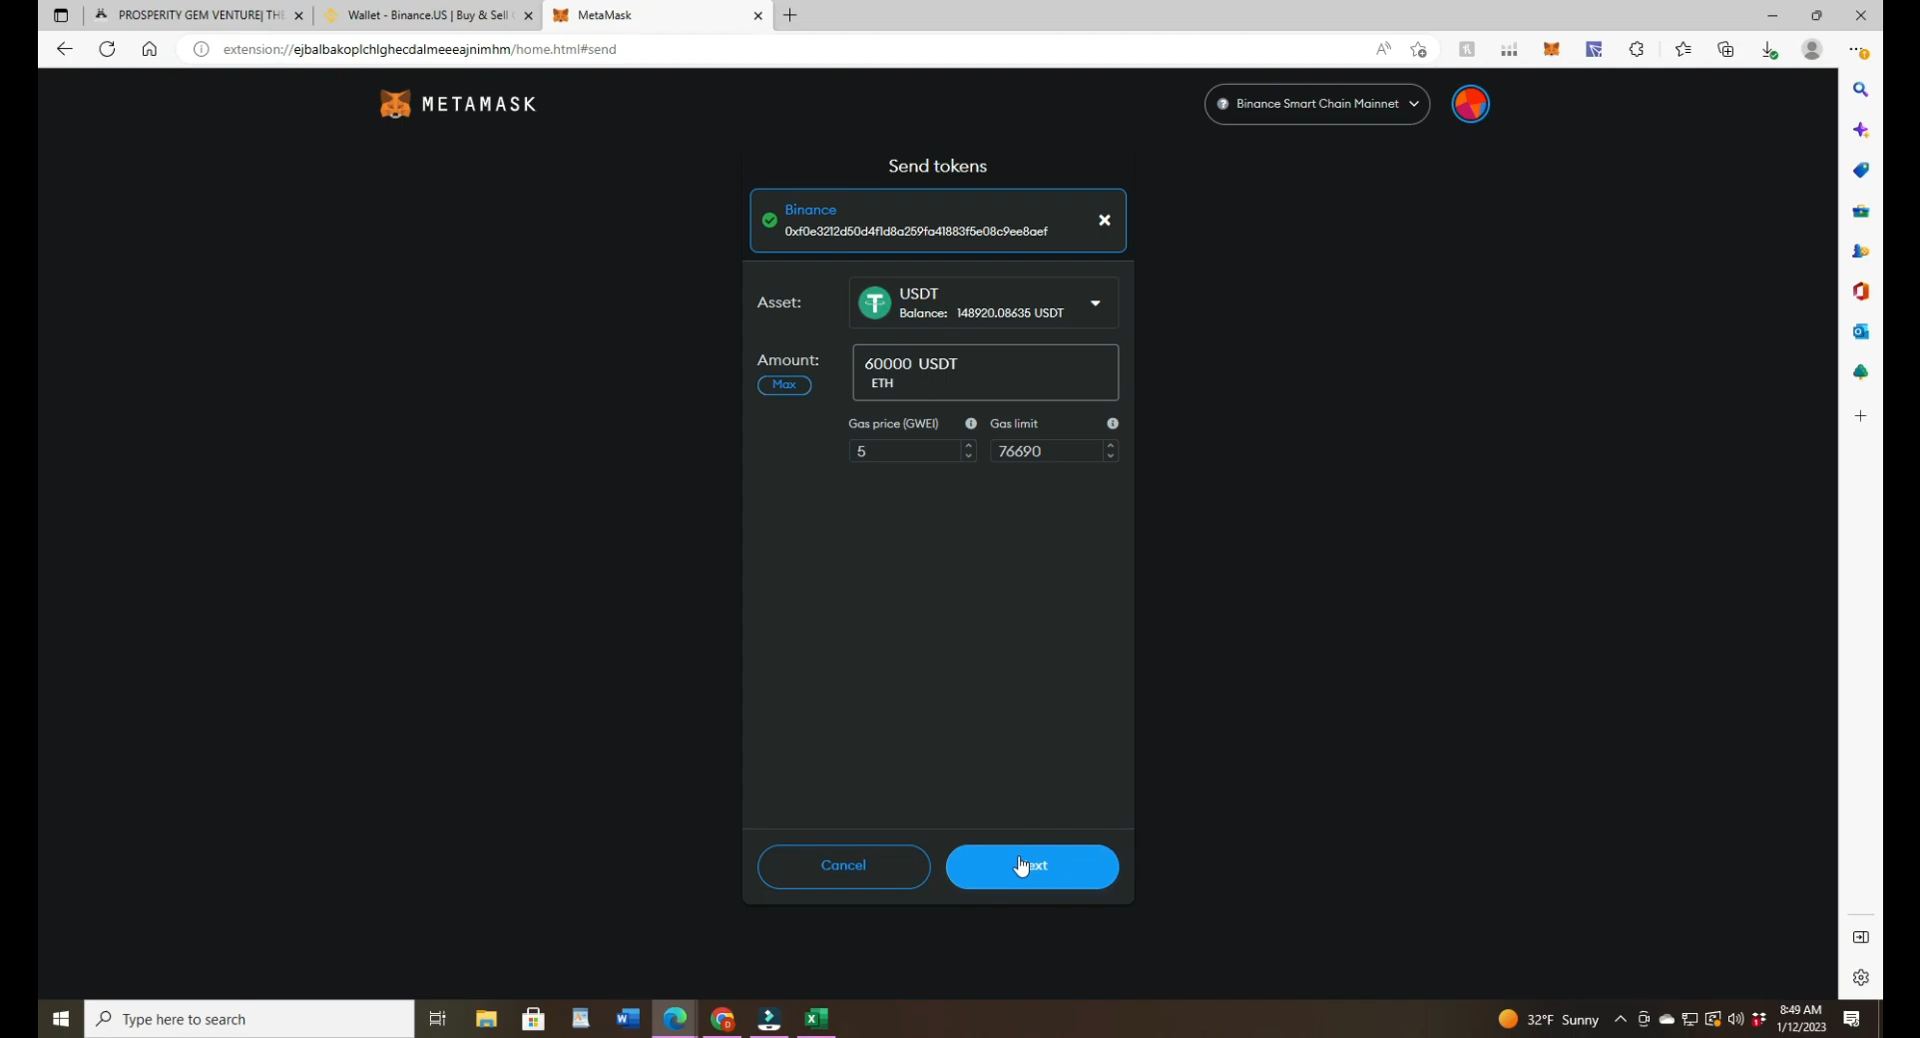 PROSPERITY GEM VENTURE| THE
Wallet - Binance.US | Buy & Sell
MetaMask
extension://ejbalbakoplchlghecdalmeeeajnimhm/home.html#send
METAMASK
Binance Smart Chain Mainnet
Send tokens
Binance
0xf0e3212d50d4f1d8a259fa41883f5e08c9ee8aef
Asset:
USDT
Balance: 148920.08635 USDT
Amount:
Max
60000 USDT
ETH
Gas price (GWEI)
Gas limit
5
76690
Cancel
Type here to search
32°F Sunny
8:49 AM
1/12/2023